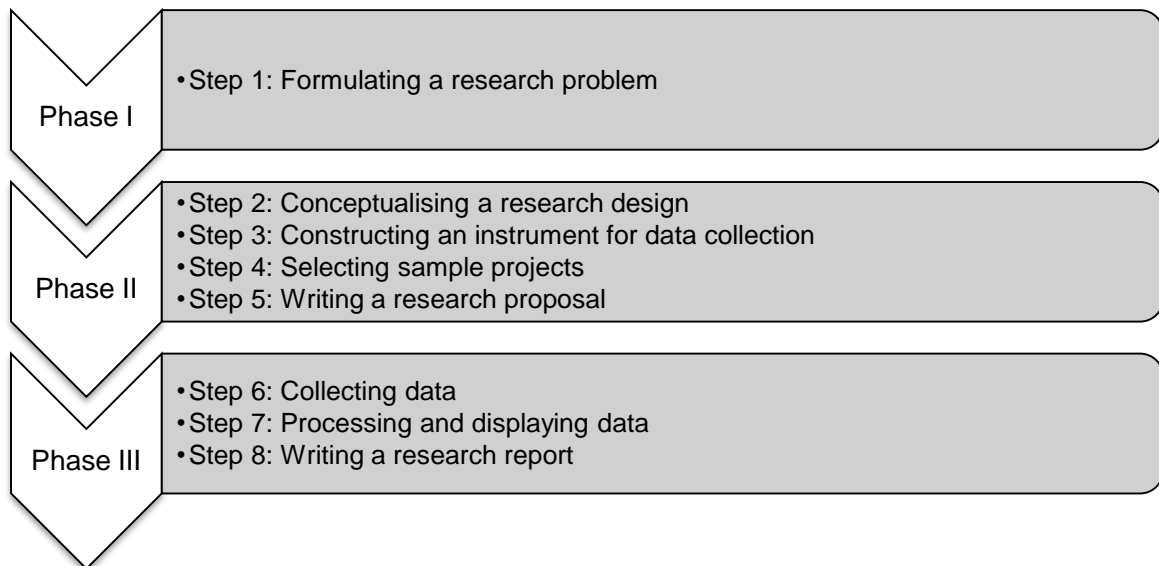 Phase I
•Step 1: Formulating a research problem
Phase II
•Step 2: Conceptualising a research design
•Step 3: Constructing an instrument for data collection
•Step 4: Selecting sample projects
•Step 5: Writing a research proposal
Phase III
•Step 6: Collecting data
•Step 7: Processing and displaying data
•Step 8: Writing a research report